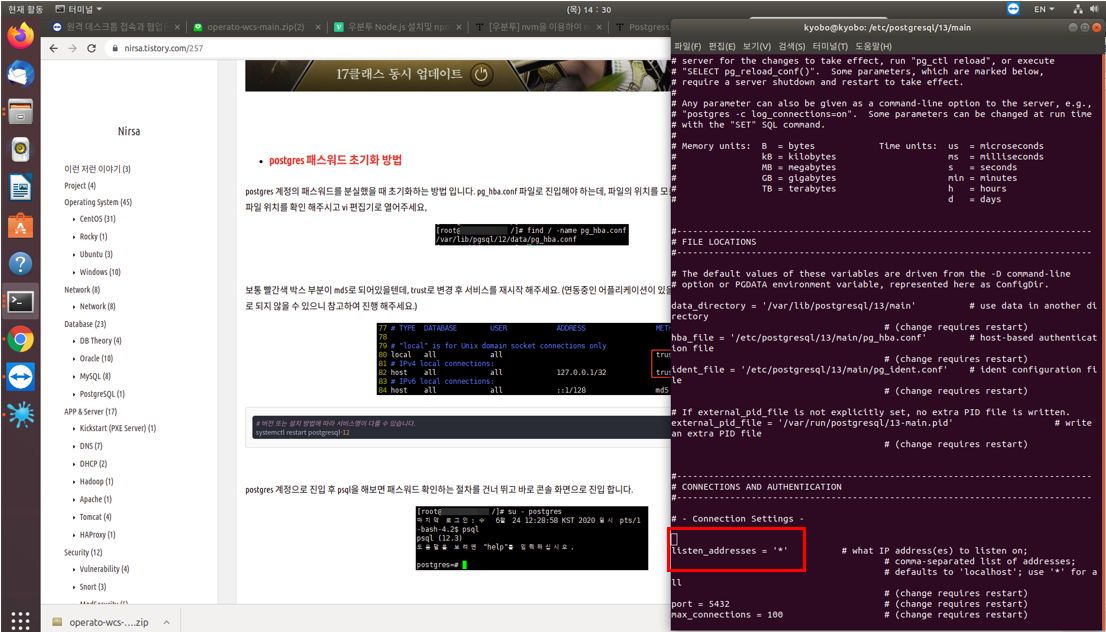 현재 활동
터미널
(목) 14 : 30
EN
원격 데스크톱 접속과 협업을
operato-wcs-main.zip(2)
우분투 Node.js 설치및 npm
[우분투] nvm을 이용하여
Postgress
nirsa.tistory.com/257
17클래스 동시 업데이트
Nirsa
이런 저런 이야기 (3)
Project (4)
Operating System (45)
CentOS (31)
Rocky (1)
Ubuntu (3)
Windows (10)
Network (8)
Network (8)
Database (23)
DB Theory (4)
Oracle (10)
MySQL (8)
PostgreSQL (1)
APP & Server (17)
Kickstart (PXE Server) (1)
DNS (7)
DHCP (2)
Hadoop (1)
Apache (1)
Tomcat (4)
HAProxy (1)
Security (12)
Vulnerability (4)
Snort (3)
ModSecurity (5)
postgres 패스워드 초기화 방법
postgres 계정의 패스워드를 분실했을 때 초기화하는 방법 입니다. pg_hba.conf 파일로 진입해야 하는데, 파일의 위치를 모
파일 위치를 확인 해주시고 vi 편집기로 열어주세요,
[root@ /]# find / -name pg_hba.conf
/var/lib/pgsql/12/data/pg_hba.conf
보통 빨간색 박스 부분이 md5로 되어있을텐데, trust로 변경 후 서비스를 재시작 해주세요. (연동중인 어플리케이션이 있을
로 되지 않을 수 있으니 참고하여 진행 해주세요.)
77 # TYPE DATABASE USER ADDRESS METH
78
79 # "local" is for Unix domain socket connections only
80 local all all trus
81 # IPv4 local connections:
82 host all all 127.0.0.1/32 trus
83 # IPv6 local connections:
84 host all all ::1/128 md5
# 버전 또는 설치 방법에 따라 서비스명이 다를 수 있습니다.
systemctl restart postgresql-12
postgres 계정으로 진입 후 psql을 해보면 패스워드 확인하는 절차를 건너 뛰고 바로 콘솔 화면으로 진입 합니다.
[root@ /]# su - postgres
마지막 로그인: 수 6월 24 12:28:58 KST 2020 일시 pts/1
-bash-4.2$ psql
psql (12.3)
도움말을 보려면 "help"를 입력하십시오.
postgres=#
operato-wcs-....zip
kyobo@kyobo: /etc/postgresql/13/main
파일(F) 편집(E) 보기(V) 검색(S) 터미널(T) 도움말(H)
# server for the changes to take effect, run "pg_ctl reload", or execute
# "SELECT pg_reload_conf()". Some parameters, which are marked below,
# require a server shutdown and restart to take effect.
#
# Any parameter can also be given as a command-line option to the server, e.g.,
# "postgres -c log_connections=on". Some parameters can be changed at run time
# with the "SET" SQL command.
#
# Memory units: B = bytes Time units: us = microseconds
# kB = kilobytes ms = milliseconds
# MB = megabytes s = seconds
# GB = gigabytes min = minutes
# TB = terabytes h = hours
# d = days
#------------------------------------------------------------------------------
# FILE LOCATIONS
#------------------------------------------------------------------------------
# The default values of these variables are driven from the -D command-line
# option or PGDATA environment variable, represented here as ConfigDir.
data_directory = '/var/lib/postgresql/13/main' # use data in another di
rectory
# (change requires restart)
hba_file = '/etc/postgresql/13/main/pg_hba.conf' # host-based authenticat
ion file
# (change requires restart)
ident_file = '/etc/postgresql/13/main/pg_ident.conf' # ident configuration fi
le
# (change requires restart)
# If external_pid_file is not explicitly set, no extra PID file is written.
external_pid_file = '/var/run/postgresql/13-main.pid' # write
an extra PID file
# (change requires restart)
#------------------------------------------------------------------------------
# CONNECTIONS AND AUTHENTICATION
#------------------------------------------------------------------------------
# - Connection Settings -
listen_addresses = '*' # what IP address(es) to listen on;
# comma-separated list of addresses;
# defaults to 'localhost'; use '*' for a
ll
# (change requires restart)
port = 5432 # (change requires restart)
max_connections = 100 # (change requires restart)